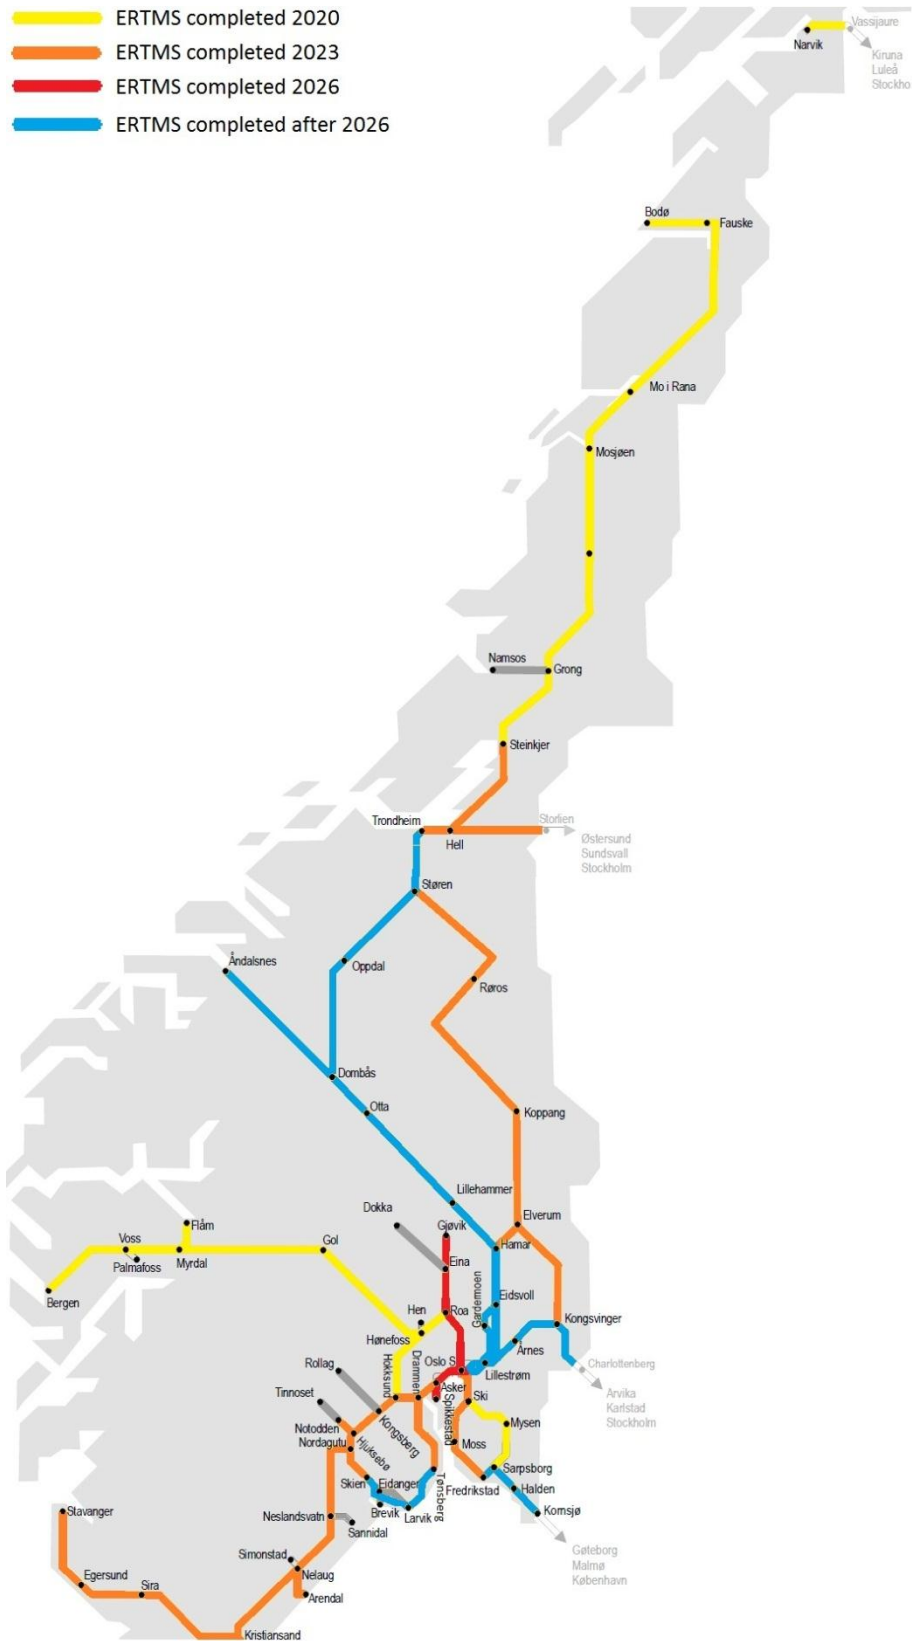 ERTMS completed 2020
ERTMS completed 2023
ERTMS completed 2026
ERTMS completed after 2026
Vassijaure
Narvik
Kiruna
Luleå
Stockho
Bodø
Fauske
Mo i Rana
Mosjøen
Namsos
Grong
Steinkjer
Trondheim
Storlien
Hell
Østersund
Sundsvall
Stockholm
Støren
Åndalsnes
Oppdal
Røros
Dombås
Otta
Koppang
Lillehammer
Dokka
Elverum
Flåm
Gjøvik
Voss
Gol
Hamar
Palmafoss
Myrdal
Eina
Gardermoen
Eidsvoll
Bergen
Hen
Roa
Kongsvinger
Hønefoss
Årnes
Drammen
Oslo S
Hokksund
Rollag
Lillestrøm
Charlottenberg
Asker
Spikkestad
Arvika
Karlstad
Stockholm
Tinnoset
Ski
Notodden
Kongsberg
Mysen
Nordagutu
Hjuksebø
Moss
Sarpsborg
Skien
Eidanger
Tønsberg
Fredrikstad
Halden
Stavanger
Brevik
Larvik
Kornsjø
Neslandsvatn
Sannidal
Simonstad
Gøteborg
Malmø
København
Nelaug
Egersund
Sira
Arendal
Kristiansand